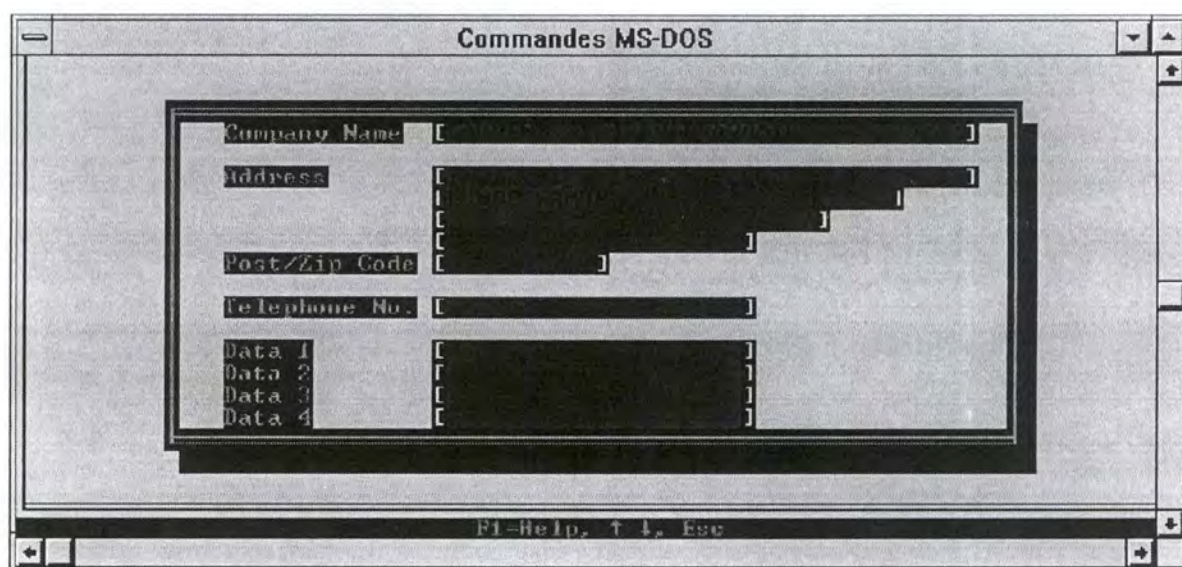 Commandes MS-DOS
Company Name [ ]
Address [ ]
[ ]
[ ]
[ ]
Post/Zip Code [ ]
Telephone No. [ ]
Data 1 [ ]
Data 2 [ ]
Data 3 [ ]
Data 4 [ ]
F1-Help, ↑ ↓, Esc